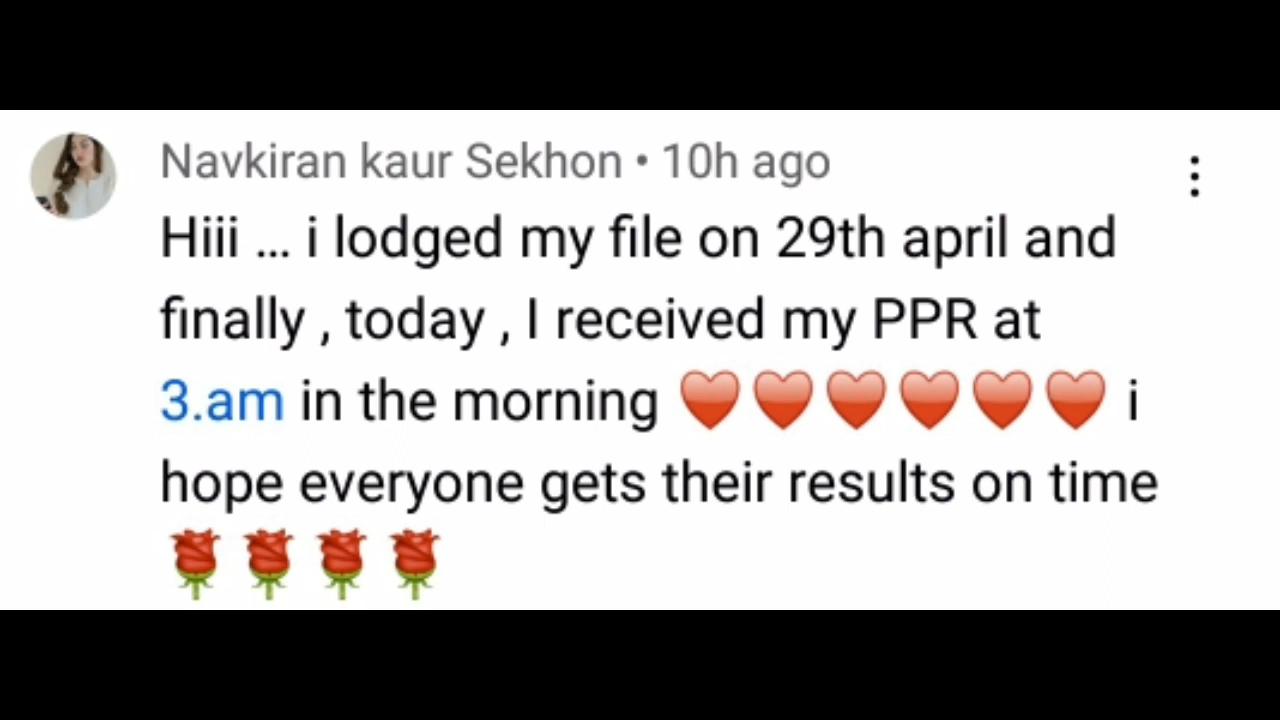 Navkiran kaur Sekhon • 10h ago
Hiii ... i lodged my file on 29th april and
finally , today , I received my PPR at
3.am in the morning ♥️♥️♥️♥️♥️♥️ i
hope everyone gets their results on time
🌹🌹🌹🌹